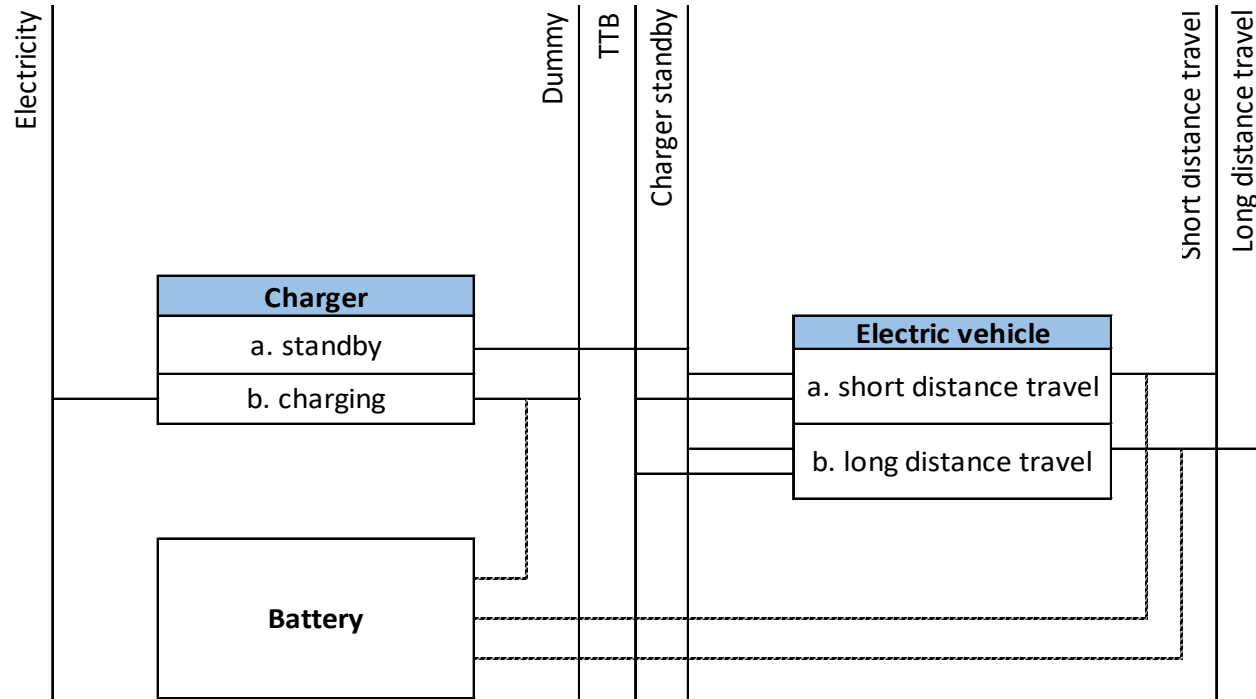 Electricity
Dummy
TTB
Charger standby
Short distance travel
Long distance travel
Charger
a. standby
b. charging
Electric vehicle
a. short distance travel
b. long distance travel
Battery